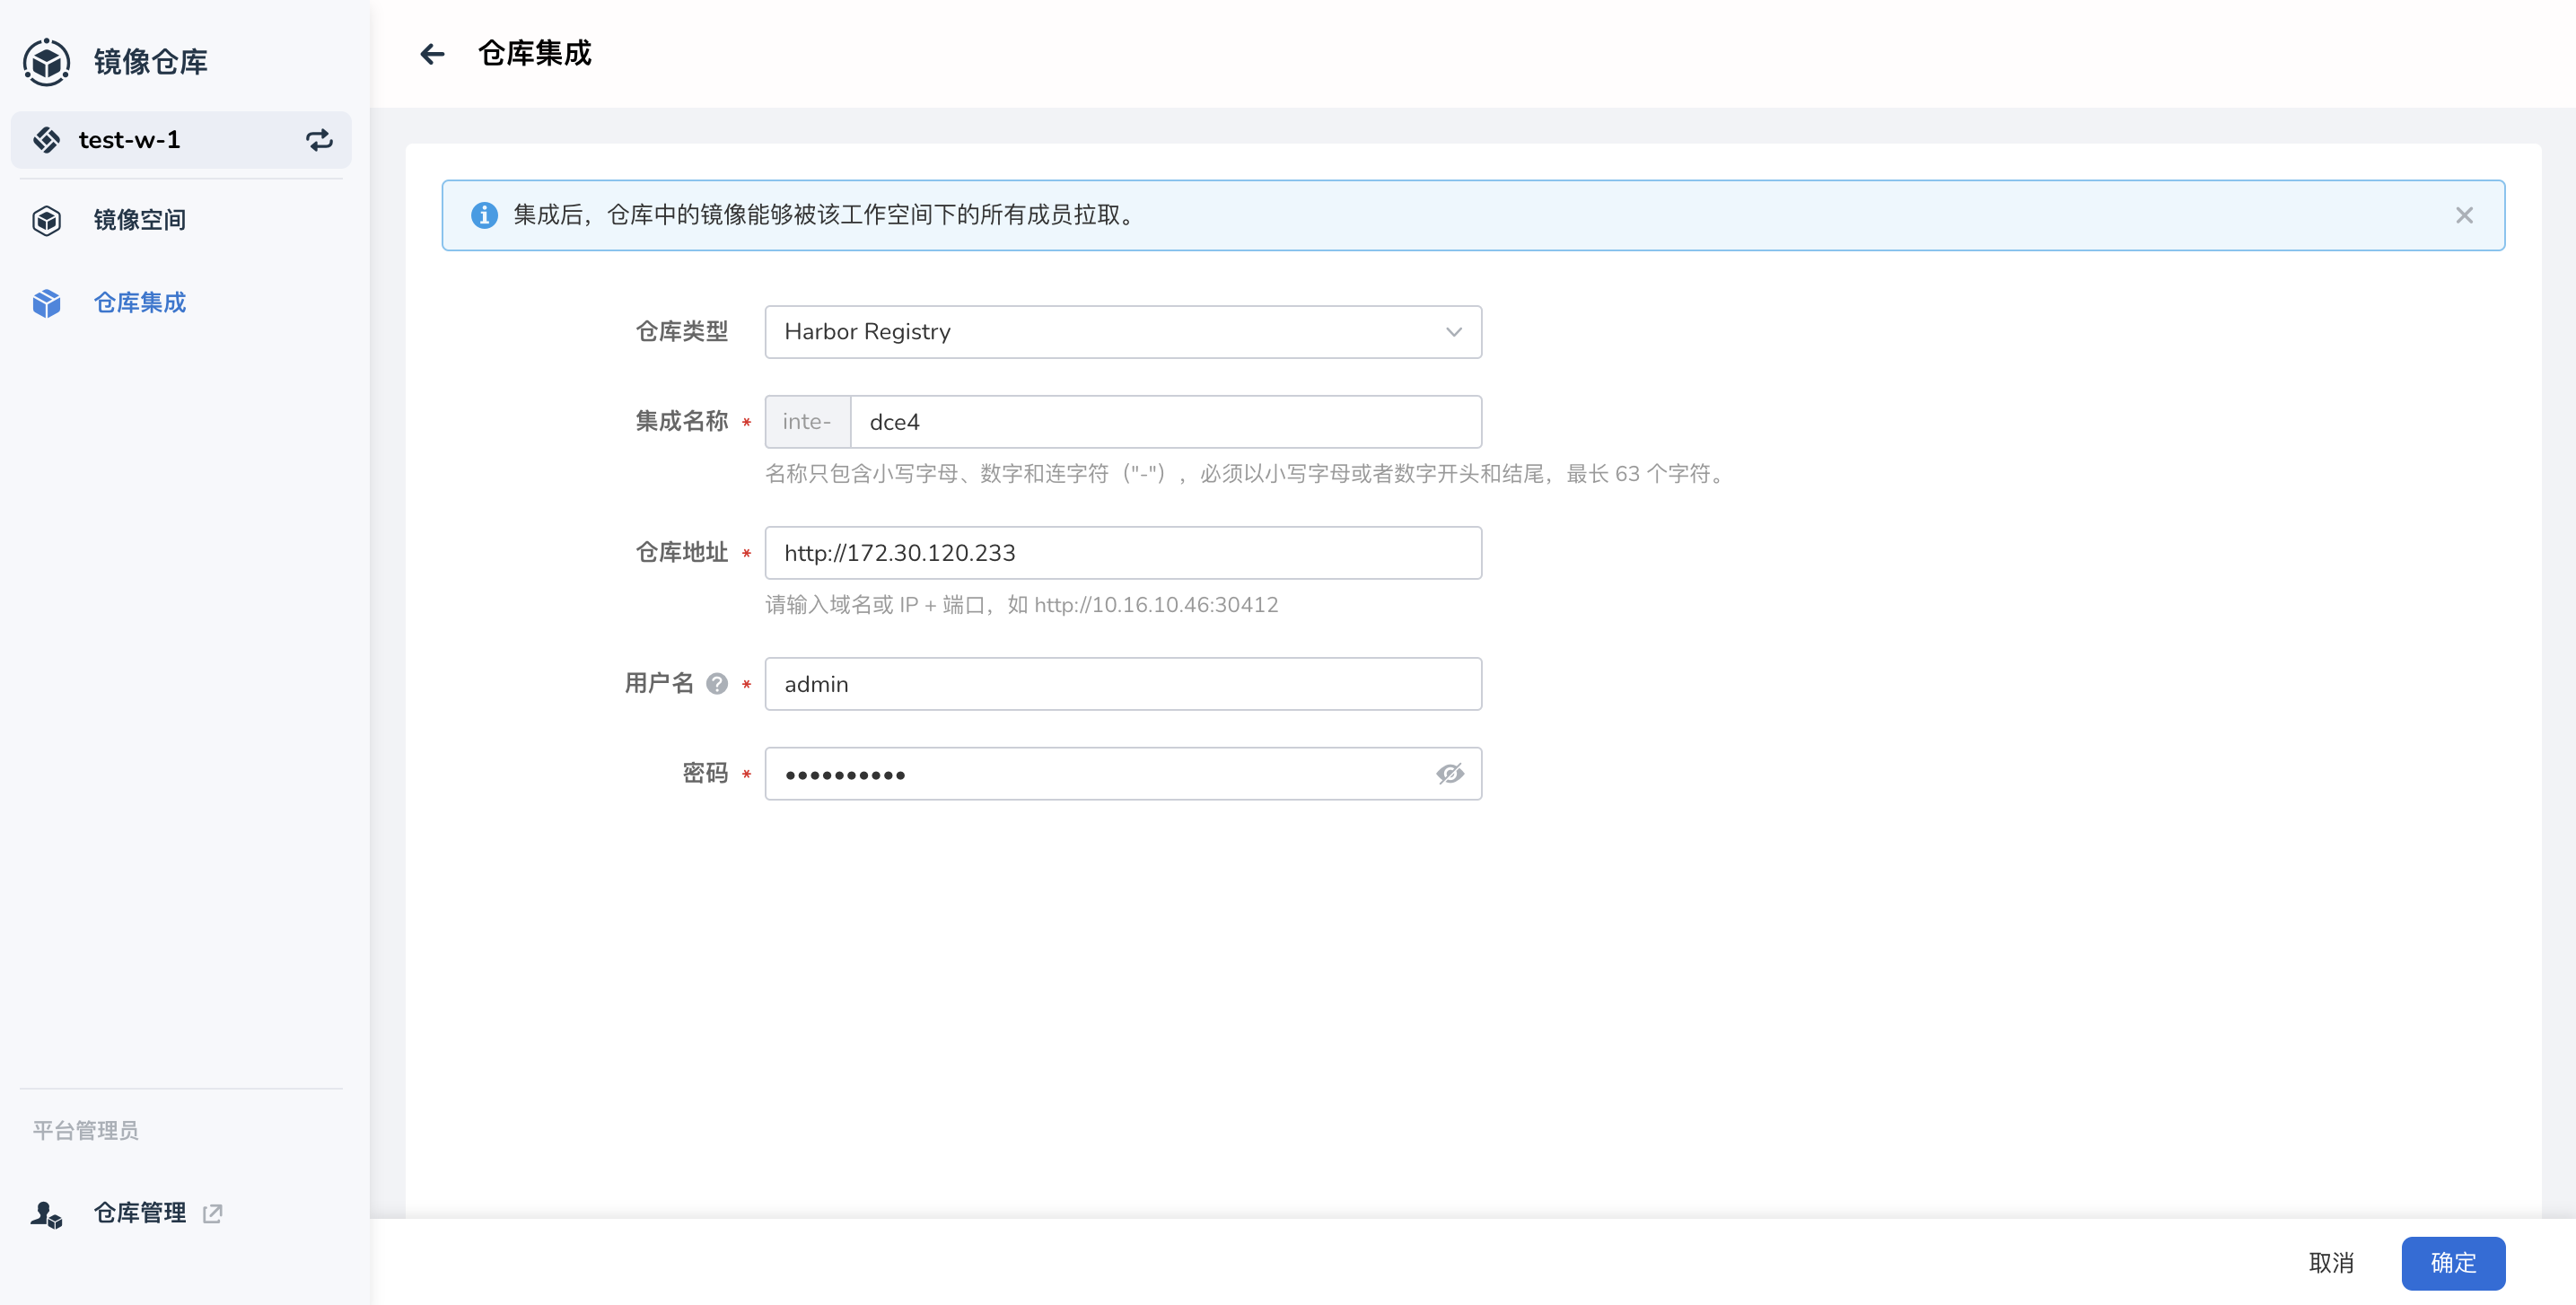 镜像仓库
test-w-1
镜像空间
仓库集成
平台管理员
仓库管理
仓库集成
集成后，仓库中的镜像能够被该工作空间下的所有成员拉取。
仓库类型 Harbor Registry
集成名称 * inte- dce4
名称只包含小写字母、数字和连字符（"-"），必须以小写字母或者数字开头和结尾，最长 63 个字符。
仓库地址 * http://172.30.120.233
请输入域名或 IP + 端口，如 http://10.16.10.46:30412
用户名 * admin
密码 * ••••••••••
取消 确定